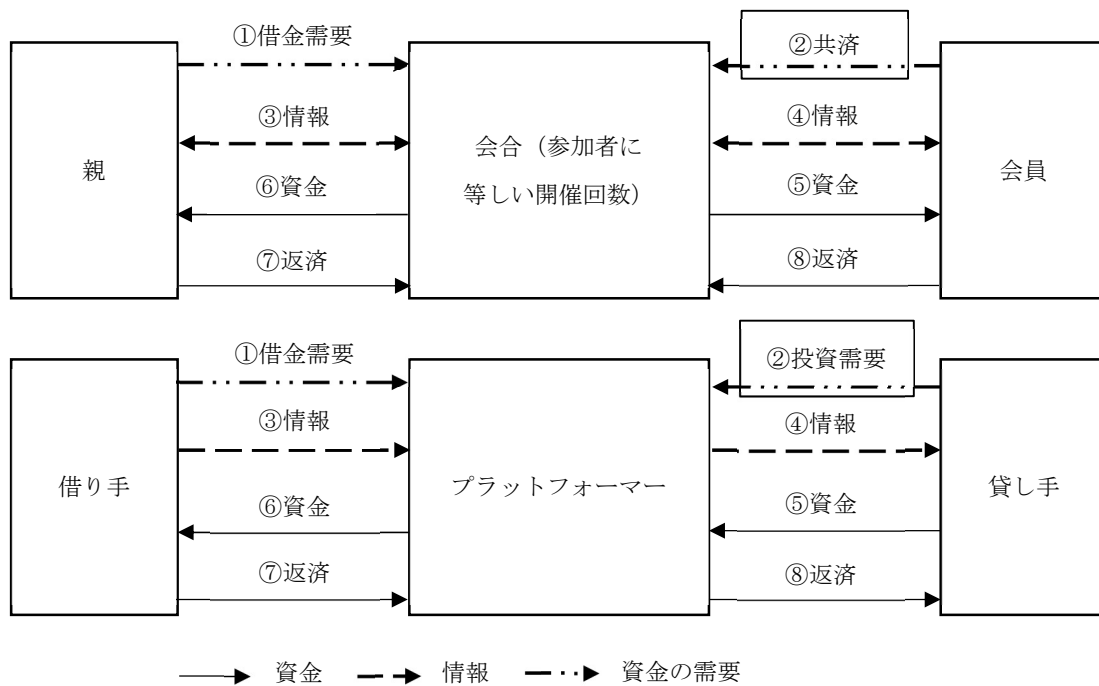 ①借金需要
②共済
③情報
④情報
親
会合（参加者に
等しい開催回数）
会員
⑥資金
⑤資金
⑦返済
⑧返済
①借金需要
②投資需要
③情報
④情報
借り手
プラットフォーマー
貸し手
⑥資金
⑤資金
⑦返済
⑧返済
資金 情報 資金の需要